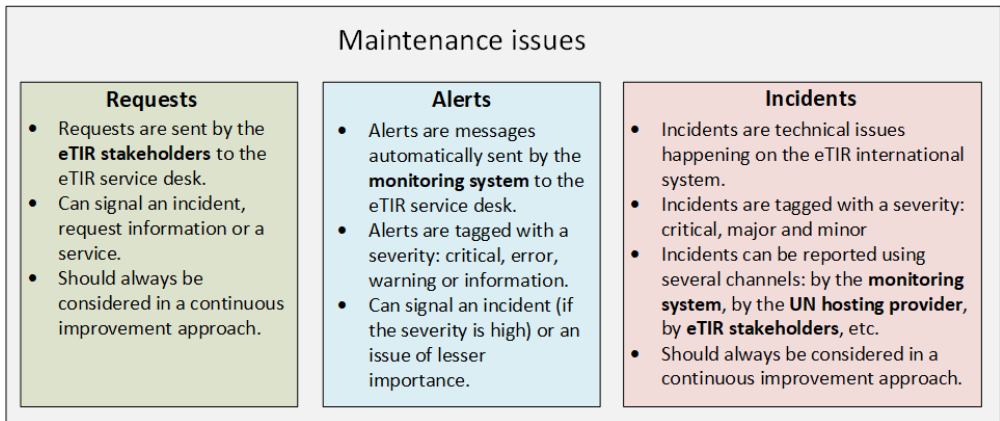 Maintenance issues
Requests
• Requests are sent by the
eTIR stakeholders to the
eTIR service desk.
• Can signal an incident,
request information or a
service.
• Should always be
considered in a continuous
improvement approach.
Alerts
• Alerts are messages
automatically sent by the
monitoring system to the
eTIR service desk.
• Alerts are tagged with a
severity: critical, error,
warning or information.
• Can signal an incident (if
the severity is high) or an
issue of lesser
importance.
Incidents
• Incidents are technical issues
happening on the eTIR international
system.
• Incidents are tagged with a severity:
critical, major and minor
• Incidents can be reported using
several channels: by the monitoring
system, by the UN hosting provider,
by eTIR stakeholders, etc.
• Should always be considered in a
continuous improvement approach.